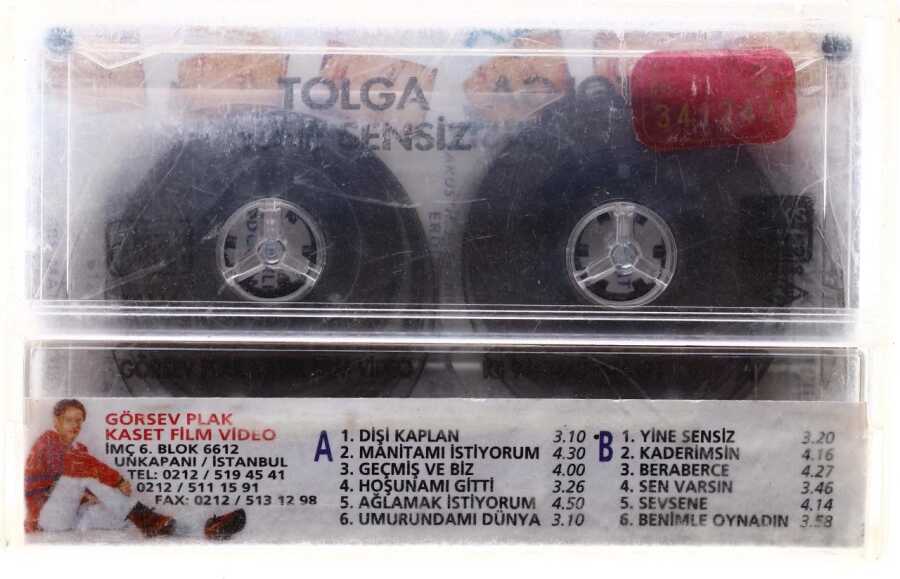 TOLGA
SENSİZ
GÖRSEV PLAK
GÖRSEV PLAK
KASET FİLM VİDEO
İMÇ 6. BLOK 6612
UNKAPANI / İSTANBUL
TEL: 0212 / 519 45 41
0212 / 511 15 91
FAX: 0212 / 513 12 98
A
1. DİŞİ KAPLAN 3.10
2. MANİTAMI İSTİYORUM 4.30
3. GEÇMİŞ VE BİZ 4.00
4. HOŞUNAMI GİTTİ 3.26
5. AĞLAMAK İSTİYORUM 4.50
6. UMURUNDAMI DÜNYA 3.10
B
1. YİNE SENSİZ 3.20
2. KADERİMSİN 4.16
3. BERABERCE 4.27
4. SEN VARSIN 3.46
5. SEVSENE 4.14
6. BENİMLE OYNADIN 3.58